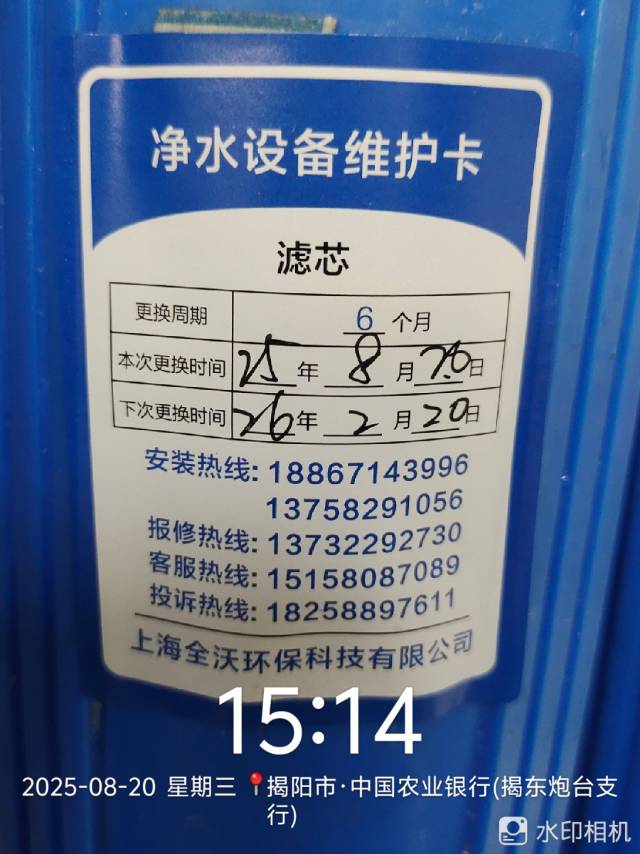 净水设备维护卡
滤芯
更换周期 6 个月
本次更换时间 25 年 8 月 20 日
下次更换时间 26 年 2 月 20 日
安装热线: 18867143996
13758291056
报修热线: 13732292730
客服热线: 15158087089
投诉热线: 18258897611
上海全沃环保科技有限公司
15:14
2025-08-20 星期三 揭阳市·中国农业银行(揭东炮台支
行)
水印相机